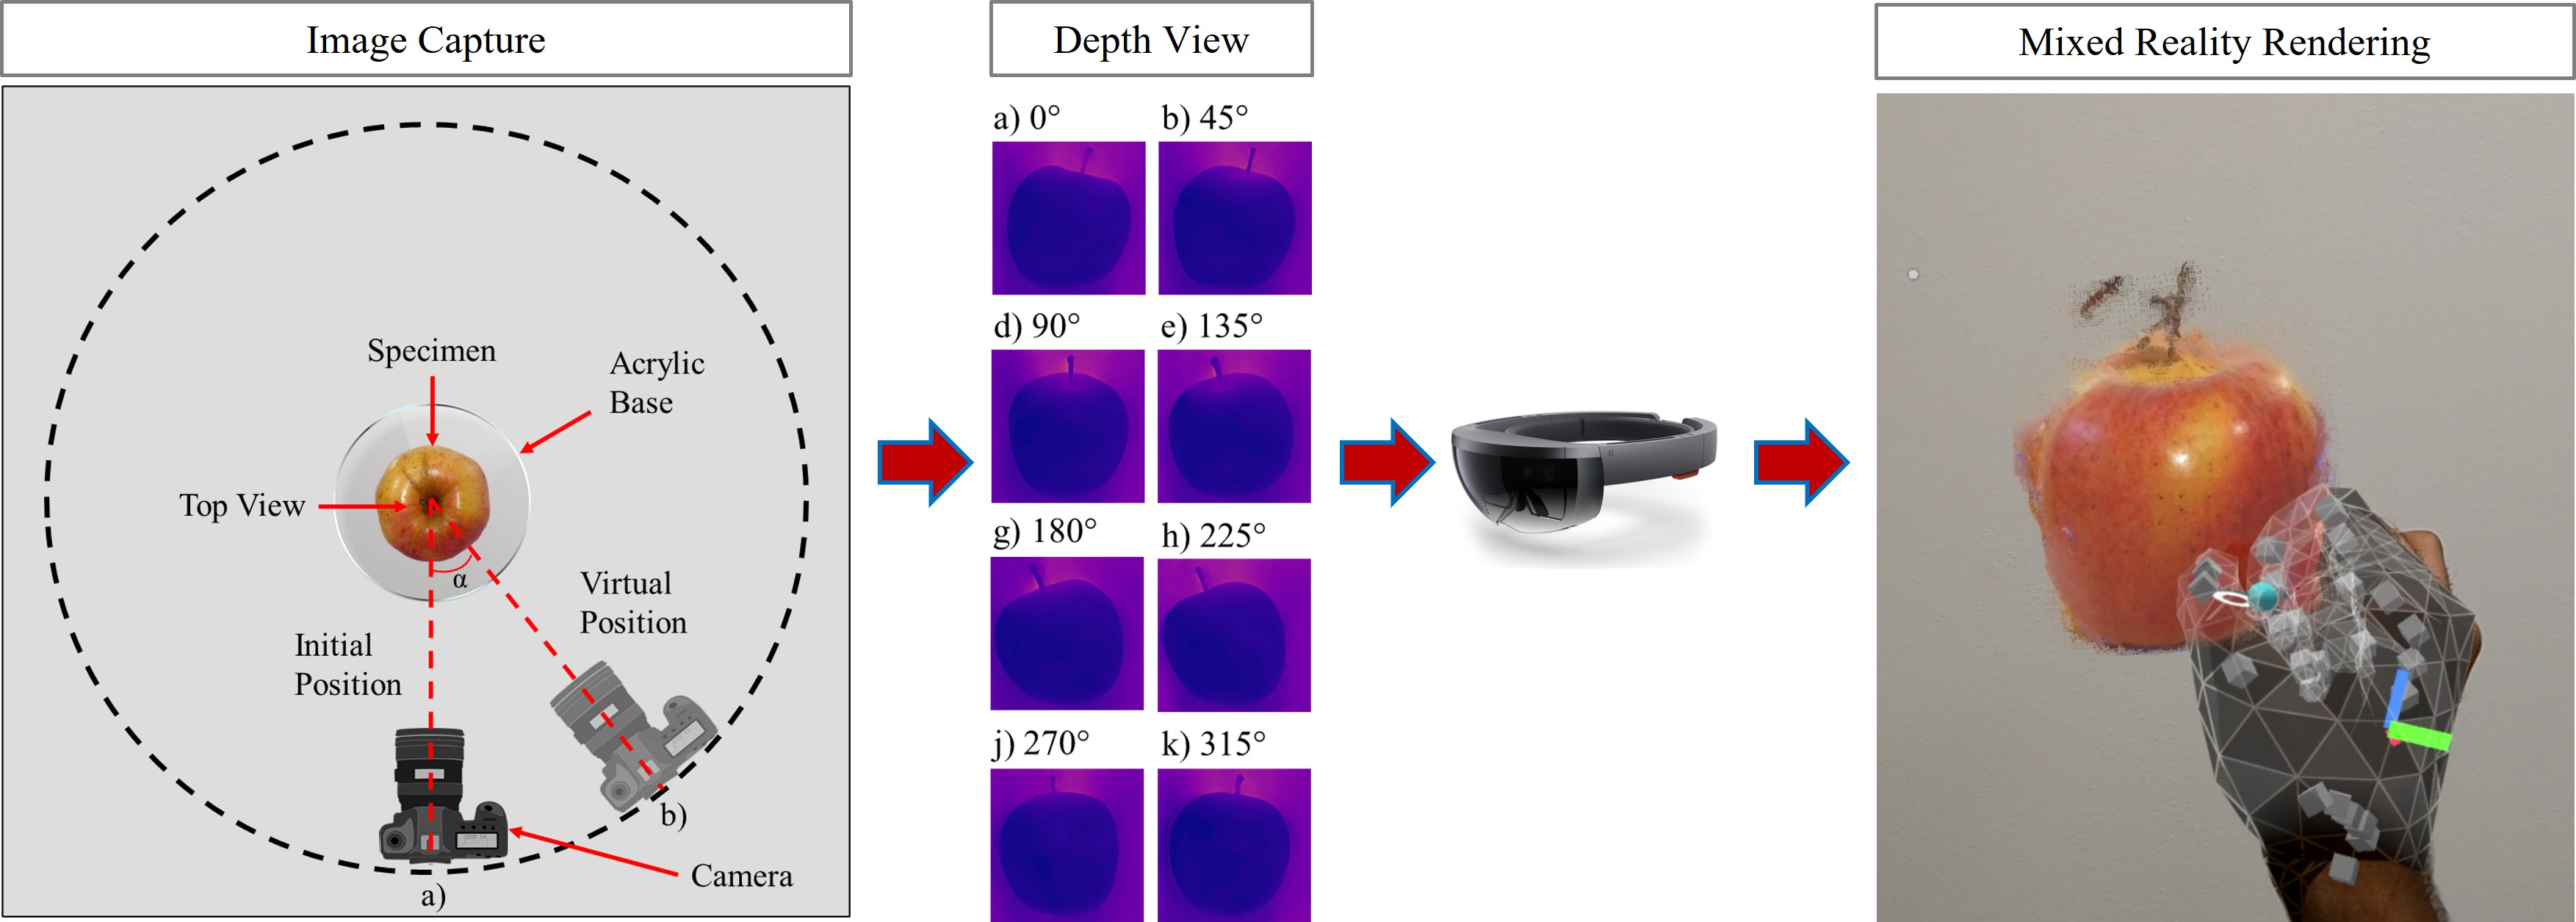 Image Capture
Depth View
Mixed Reality Rendering
a) 0°
b) 45°
d) 90°
e) 135°
g) 180°
h) 225°
j) 270°
k) 315°
Specimen
Acrylic
Base
Top View
α
Virtual
Position
Initial
Position
b)
Camera
a)